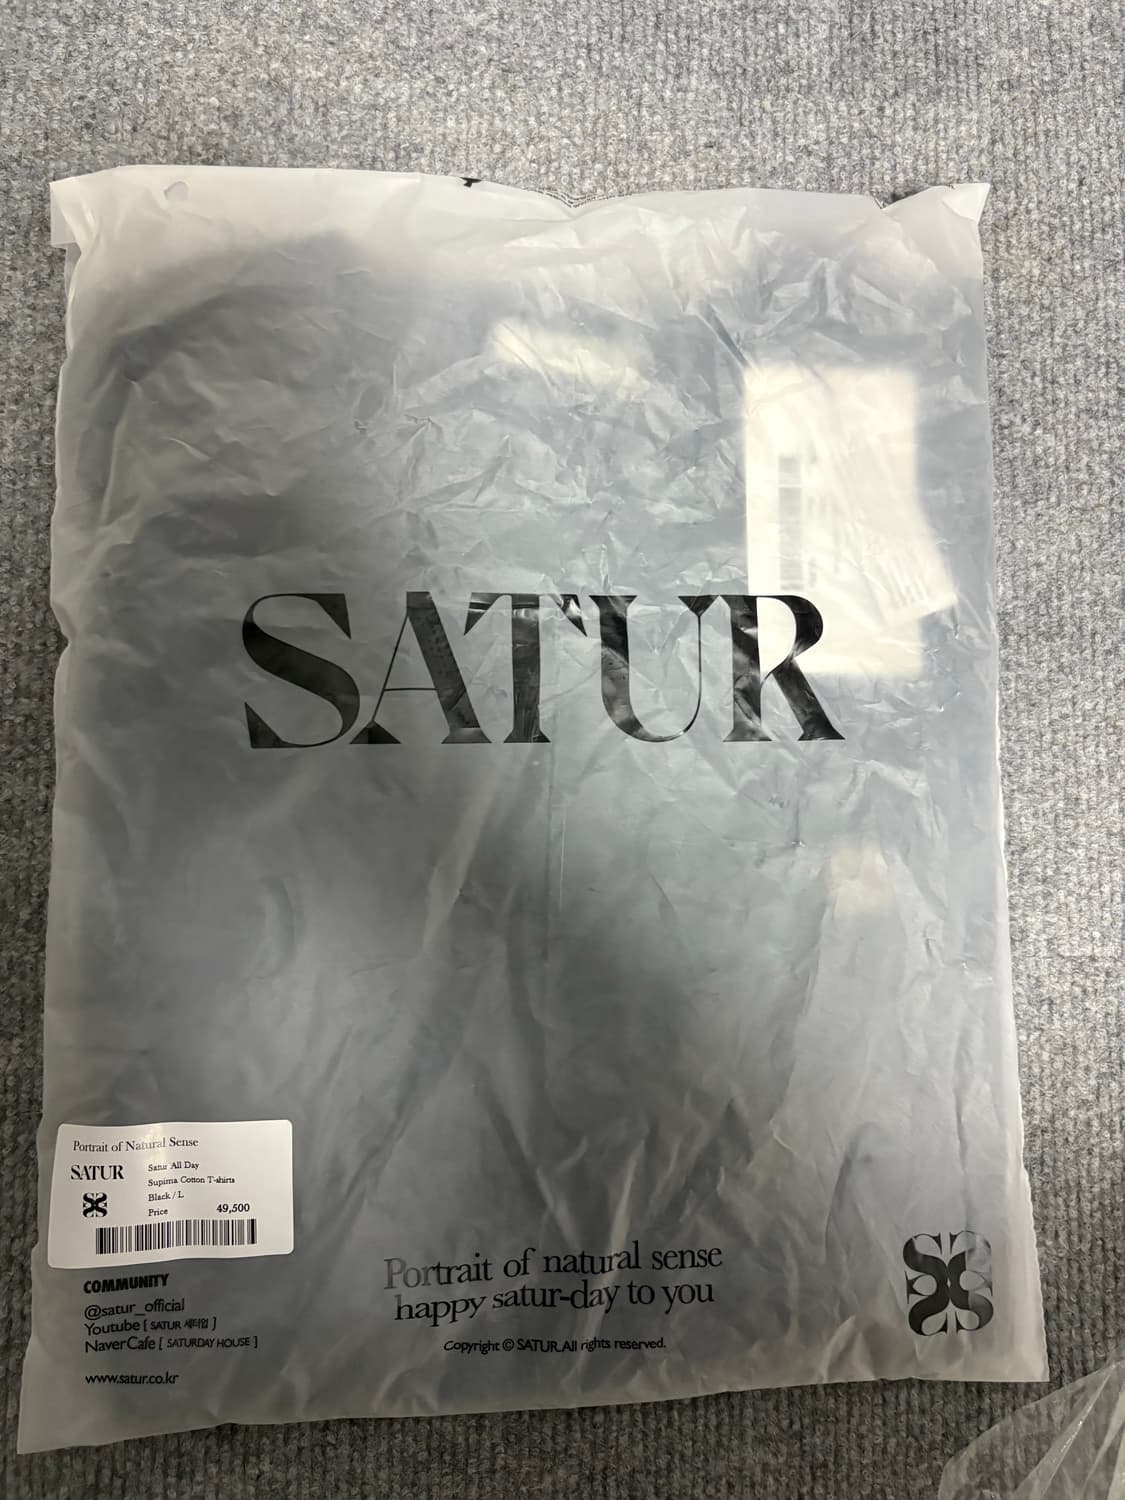 SATUR
Portrait of Natural Sense
SATUR
Satur All Day
Supima Cotton T-shirts
Black / L
Price 49,500
COMMUNITY
@satur_official
Youtube [ SATUR 세터업 ]
NaverCafe [ SATURDAY HOUSE ]
www.satur.co.kr
Portrait of natural sense
happy satur-day to you
Copyright © SATUR.All rights reserved.